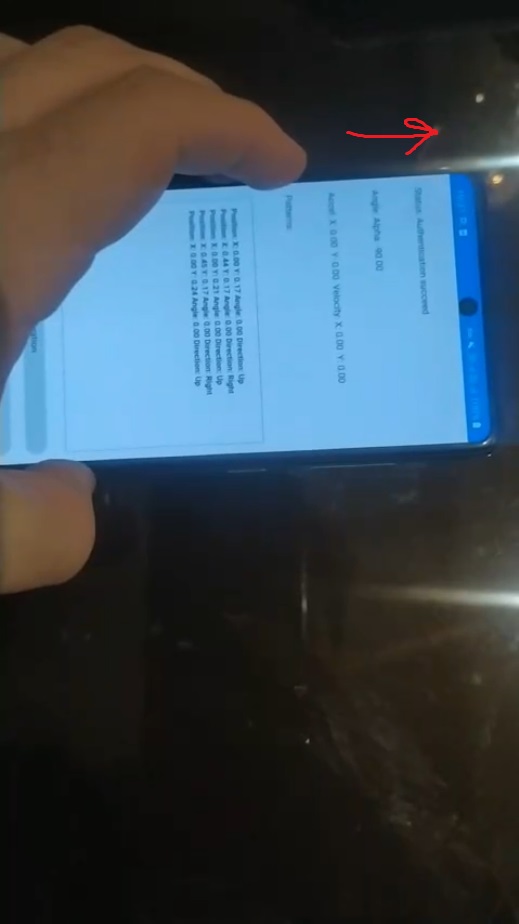 Status: Authentication succeed
Angle: Alpha: -90.00
Accel: X: 0.00 Y: 0.00 Velocity: X: 0.00 Y: 0.00
Patterns:
Position: X: 0.00 Y: 0.17 Angle: 0.00 Direction: Up
Position: X: 0.44 Y: 0.17 Angle: 0.00 Direction: Right
Position: X: 0.00 Y: 0.21 Angle: 0.00 Direction: Up
Position: X: 0.45 Y: 0.17 Angle: 0.00 Direction: Right
Position: X: 0.00 Y: 0.24 Angle: 0.00 Direction: Up